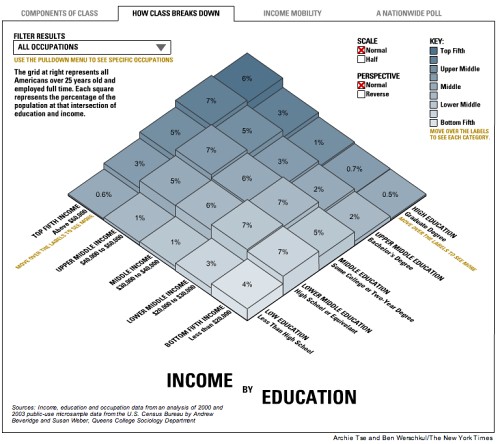 COMPONENTS OF CLASS
HOW CLASS BREAKS DOWN
INCOME MOBILITY
A NATIONWIDE POLL
FILTER RESULTS
ALL OCCUPATIONS
USE THE PULLDOWN MENU TO SEE SPECIFIC OCCUPATIONS
The grid at right represents all
Americans over 25 years old and
employed full time. Each square
represents the percentage of the
population at that intersection of
education and income.
SCALE
Normal
Half
PERSPECTIVE
Normal
Reverse
KEY:
Top Fifth
Upper Middle
Middle
Lower Middle
Bottom Fifth
MOVE OVER THE LABELS
TO SEE EACH CATEGORY
6%
7%
3%
5%
7%
1%
3%
5%
6%
0.7%
0.6%
5%
7%
2%
0.5%
1%
6%
7%
2%
1%
7%
5%
3%
7%
4%
TOP FIFTH INCOME
Above $50,000
MOVE OVER THE LABELS TO SEE MORE
UPPER MIDDLE INCOME
$40,000 to $50,000
MIDDLE INCOME
$30,000 to $40,000
LOWER MIDDLE INCOME
$20,000 to $30,000
BOTTOM FIFTH INCOME
Less than $20,000
HIGH EDUCATION
Graduate Degree
MOVE OVER THE LABELS TO SEE MORE
UPPER MIDDLE EDUCATION
Bachelor's Degree
MIDDLE EDUCATION
Some College or Two-Year Degree
LOWER MIDDLE EDUCATION
High School or Equivalent
LOW EDUCATION
Less Than High School
INCOME BY EDUCATION
Sources: Income, education and occupation data from an analysis of 2000 and
2003 public-use microsample data from the U.S. Census Bureau by Andrew
Beveridge and Susan Weber, Queens College Sociology Department
Archie Tse and Ben Werschkul/The New York Times